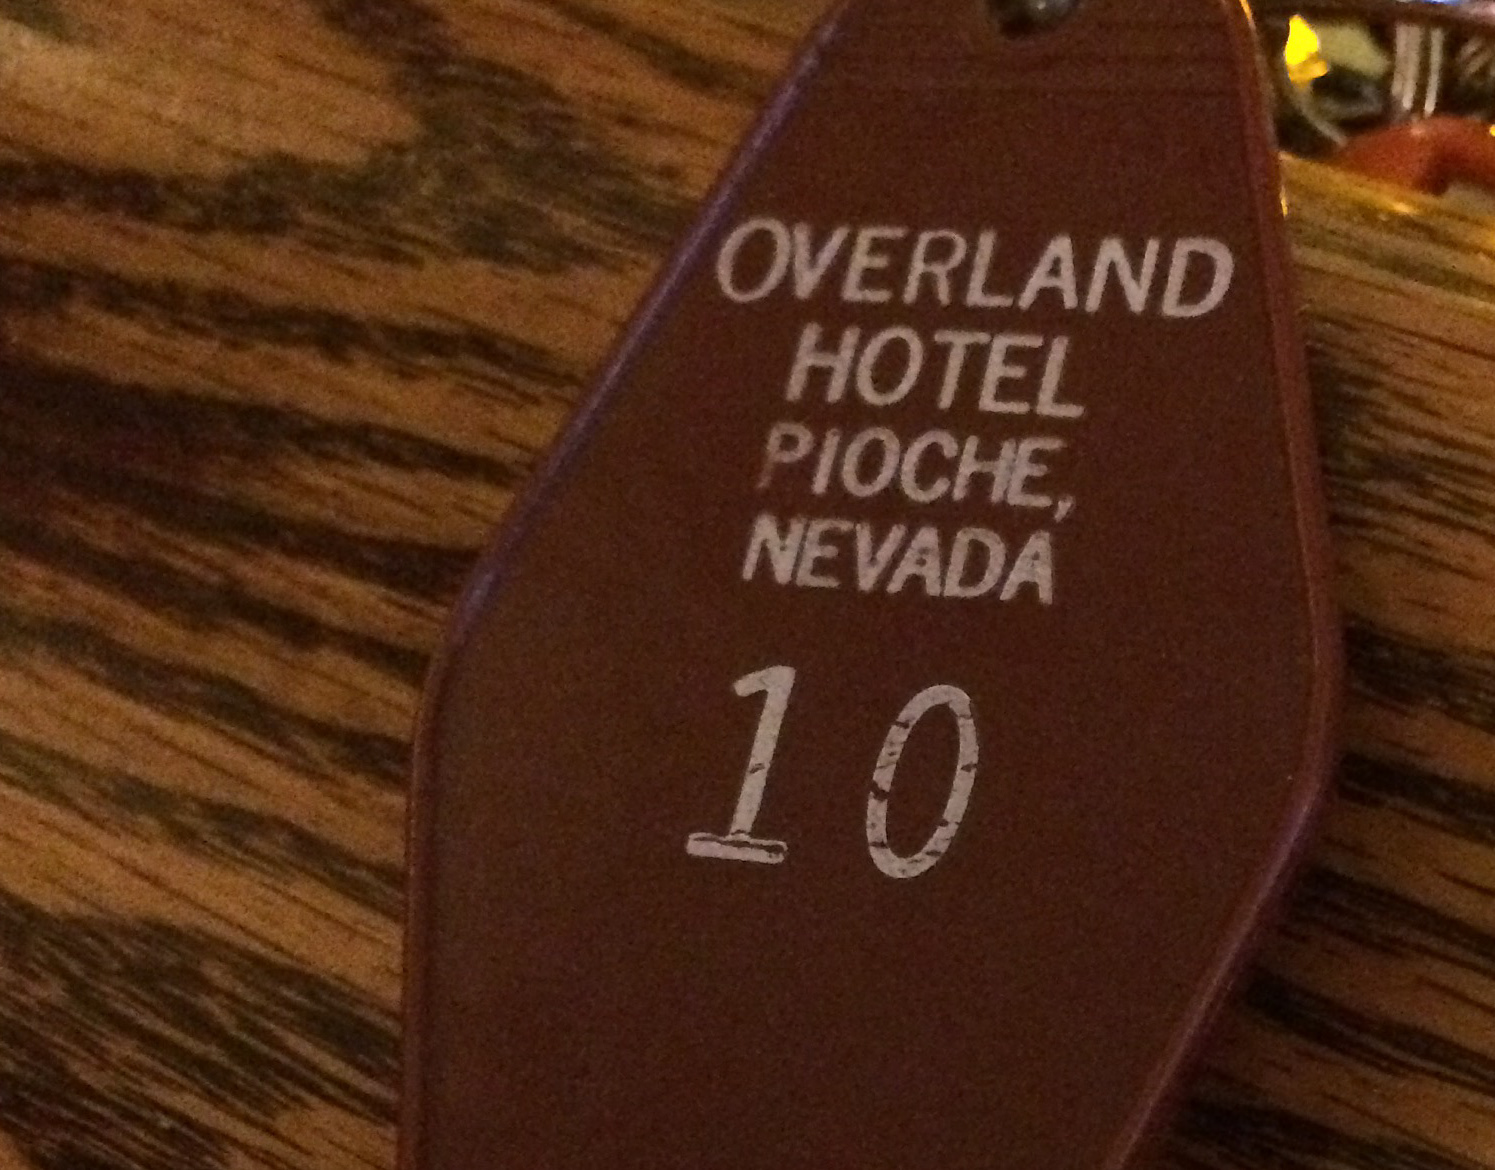 OVERLAND
HOTEL
PIOCHE,
NEVADA
10